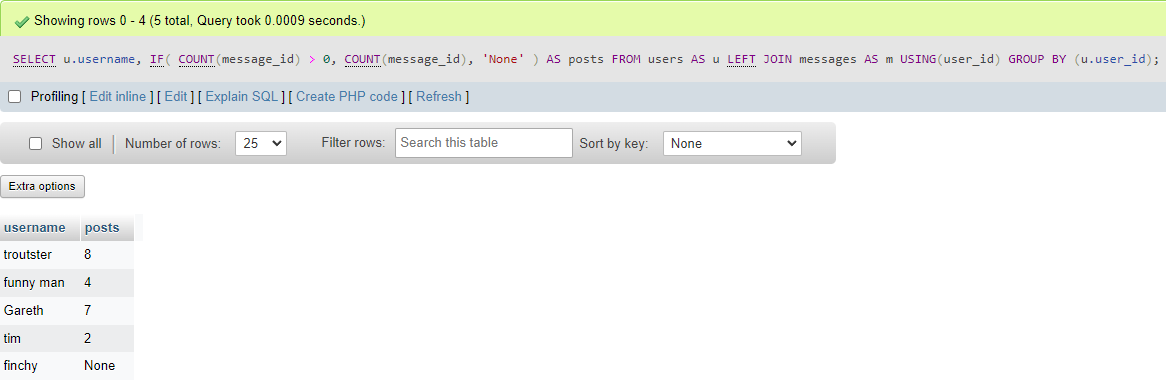 Showing rows 0 - 4 (5 total, Query took 0.0009 seconds.)
SELECT u.username, IF( COUNT(message_id) > 0, COUNT(message_id), 'None' ) AS posts FROM users AS u LEFT JOIN messages AS m USING(user_id) GROUP BY (u.user_id);
Profiling [ Edit inline ] [ Edit ] [ Explain SQL ] [ Create PHP code ] [ Refresh ]
Show all Number of rows: 25 Filter rows: Search this table Sort by key: None
Extra options
username posts
troutster 8
funny man 4
Gareth 7
tim 2
finchy None